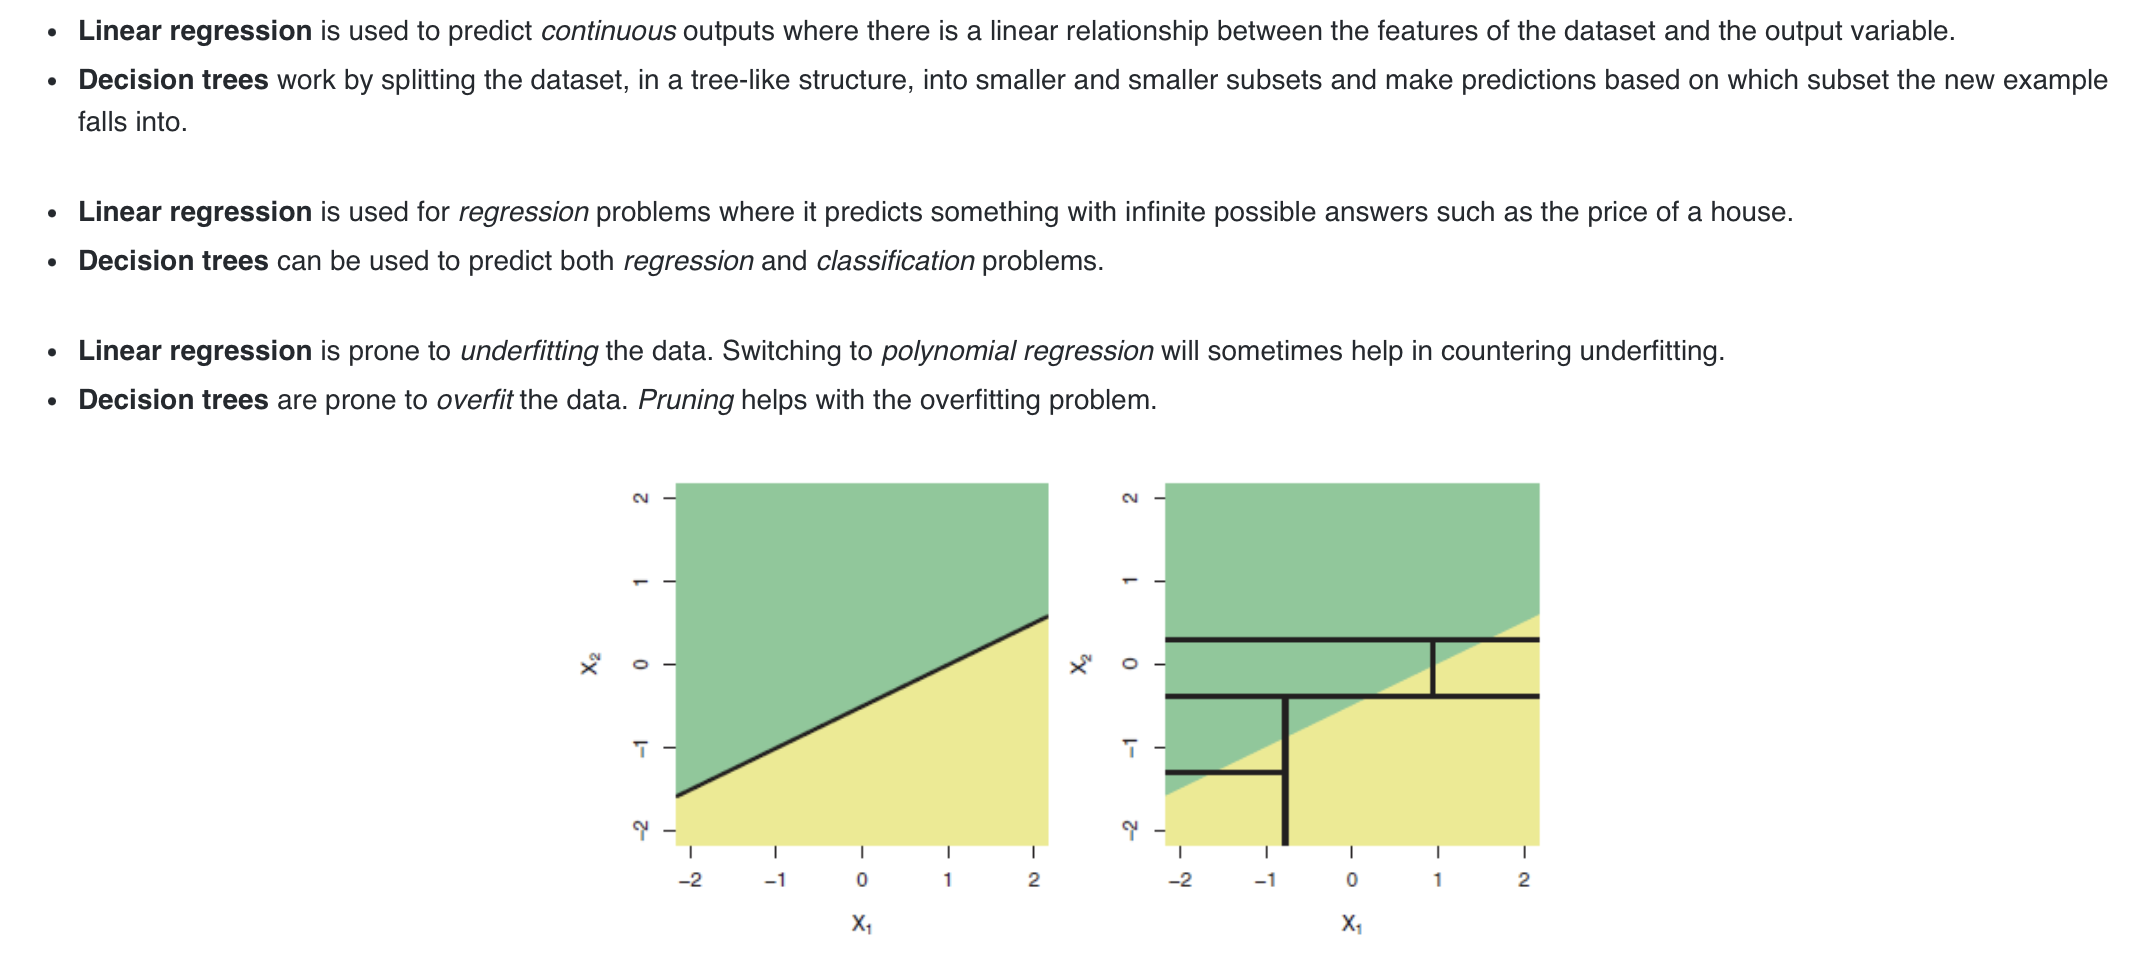 • Linear regression is used to predict continuous outputs where there is a linear relationship between the features of the dataset and the output variable.
• Decision trees work by splitting the dataset, in a tree-like structure, into smaller and smaller subsets and make predictions based on which subset the new example
falls into.
• Linear regression is used for regression problems where it predicts something with infinite possible answers such as the price of a house.
• Decision trees can be used to predict both regression and classification problems.
• Linear regression is prone to underfitting the data. Switching to polynomial regression will sometimes help in countering underfitting.
• Decision trees are prone to overfit the data. Pruning helps with the overfitting problem.
2
1
0
−1
−2
X₂
−2 −1 0 1 2
X₁
2
1
0
−1
−2
X₂
−2 −1 0 1 2
X₁